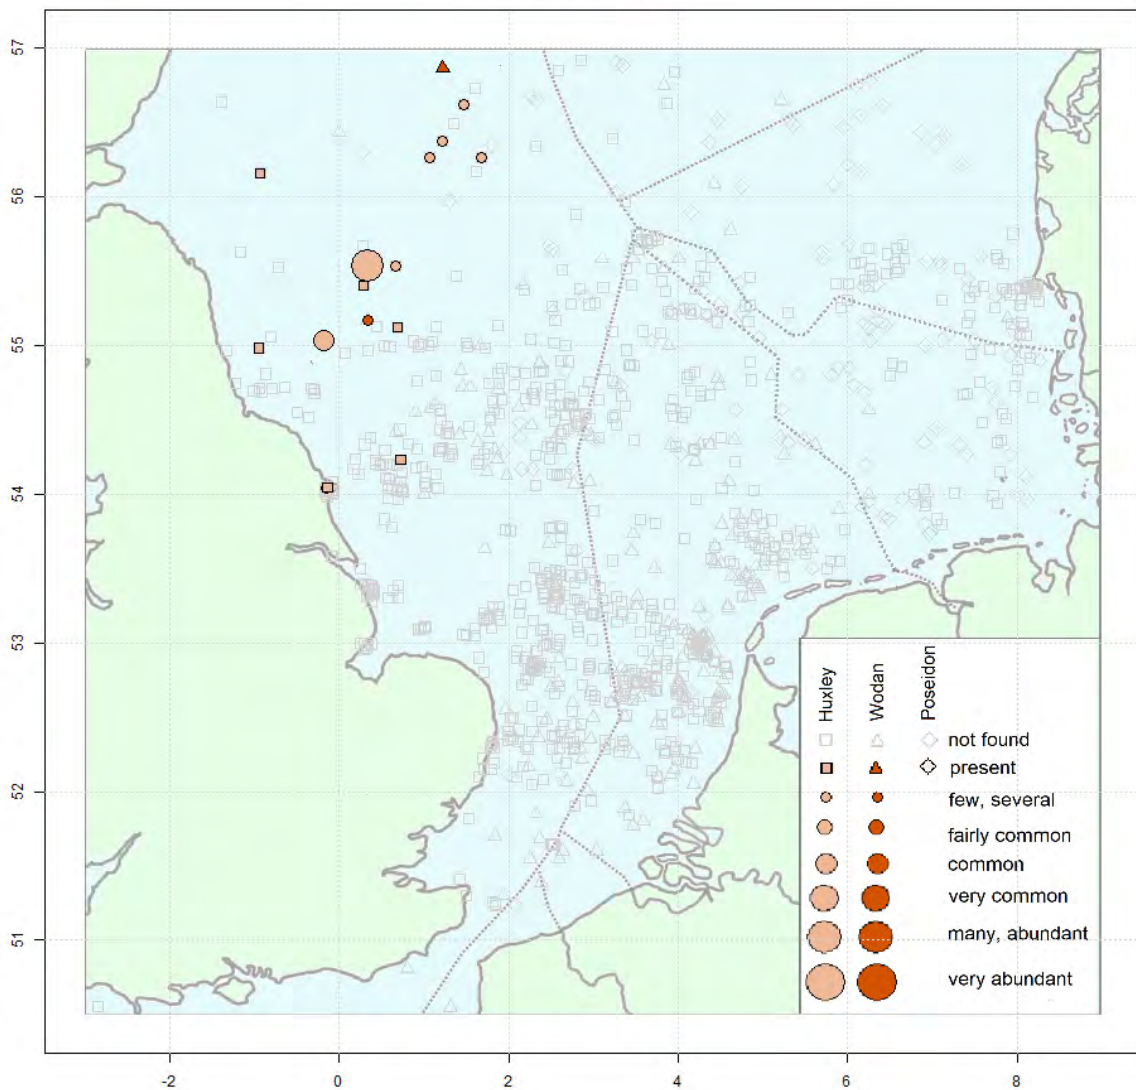 57
56
55
54
53
52
51
Huxley
Wodan
Poseidon
not found
present
few, several
fairly common
common
very common
many, abundant
very abundant
-2
0
2
4
6
8